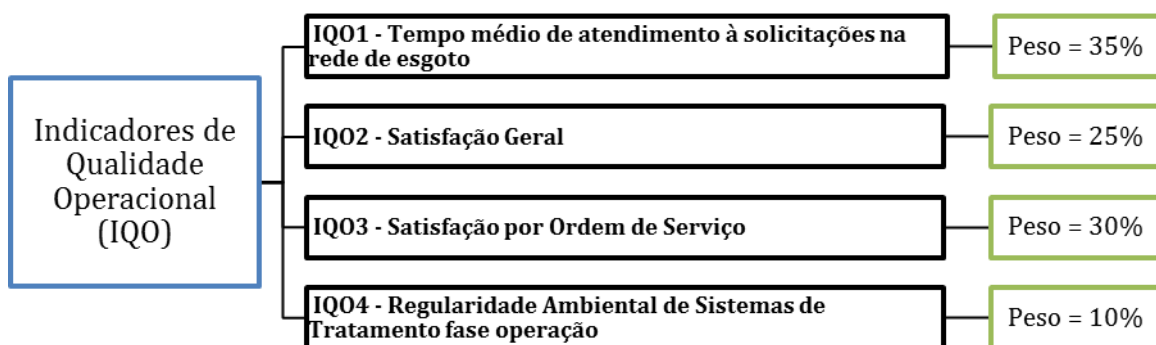 Indicadores de
Qualidade
Operacional
(IQO)
IQO1 - Tempo médio de atendimento à solicitações na
rede de esgoto
Peso = 35%
IQO2 - Satisfação Geral
Peso = 25%
IQO3 - Satisfação por Ordem de Serviço
Peso = 30%
IQO4 - Regularidade Ambiental de Sistemas de
Tratamento fase operação
Peso = 10%